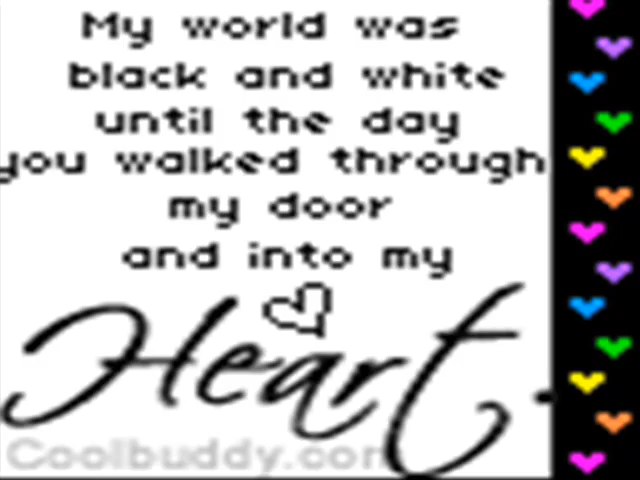 My world was
black and white
until the day
you walked through
my door
and into my
Heart.
Coolbuddy.com